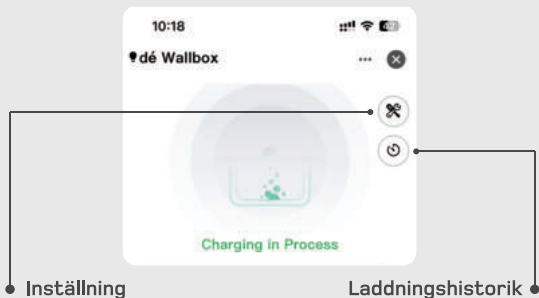 10:18
dé Wallbox
Charging in Process
Inställning
Laddningshistorik